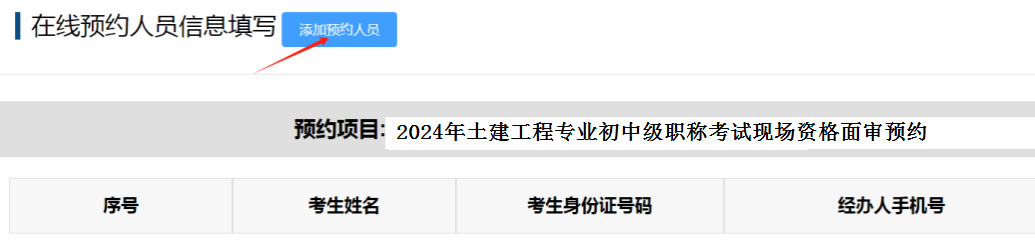 在线预约人员信息填写 添加预约人员
预约项目: 2024年土建工程专业初中级职称考试现场资格面审预约
序号 考生姓名 考生身份证号码 经办人手机号